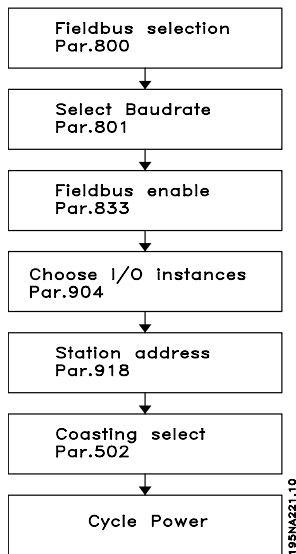 Fieldbus selection
Par.800
Select Baudrate
Par.801
Fieldbus enable
Par.833
Choose I/O instances
Par.904
Station address
Par.918
Coasting select
Par.502
Cycle Power
195NA221.10